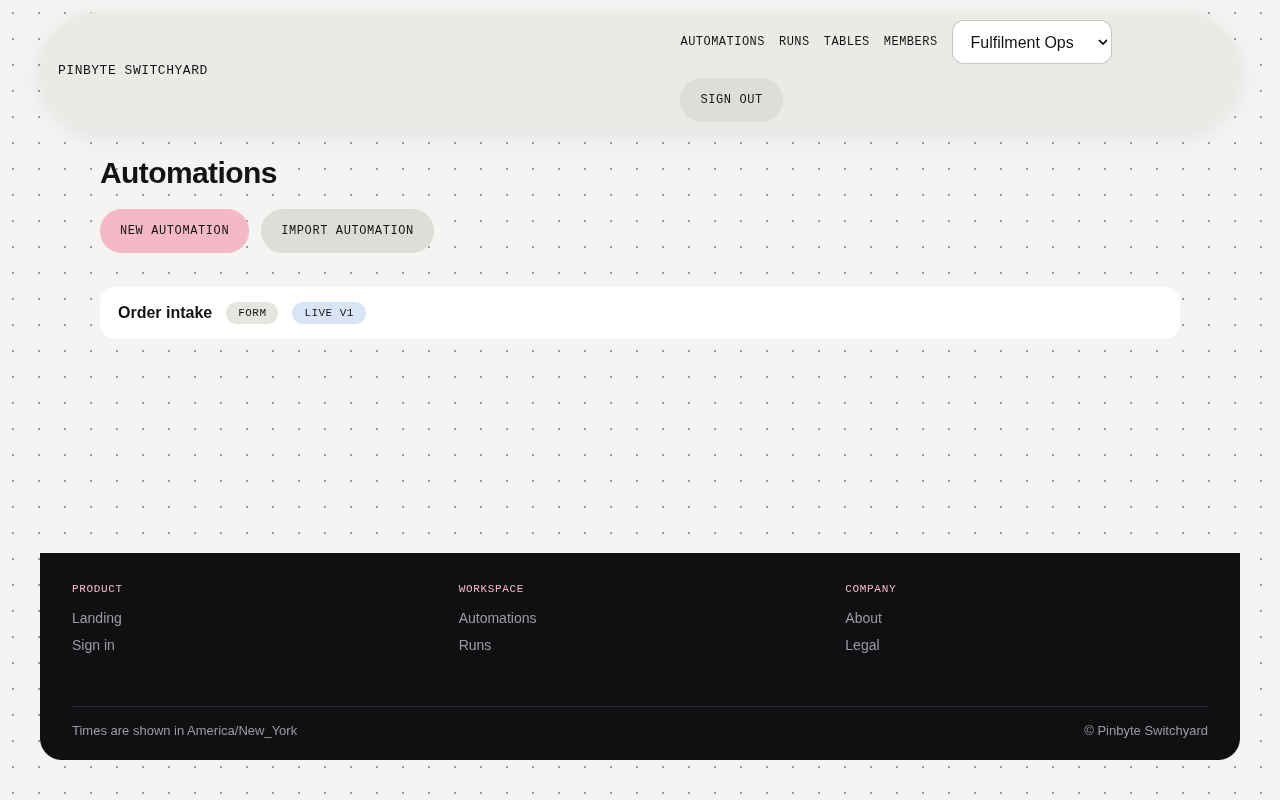 PINBYTE SWITCHYARD
AUTOMATIONS RUNS TABLES MEMBERS Fulfilment Ops
SIGN OUT
Automations
NEW AUTOMATION IMPORT AUTOMATION
Order intake FORM LIVE V1
PRODUCT WORKSPACE COMPANY
Landing Automations About
Sign in Runs Legal
Times are shown in America/New_York © Pinbyte Switchyard